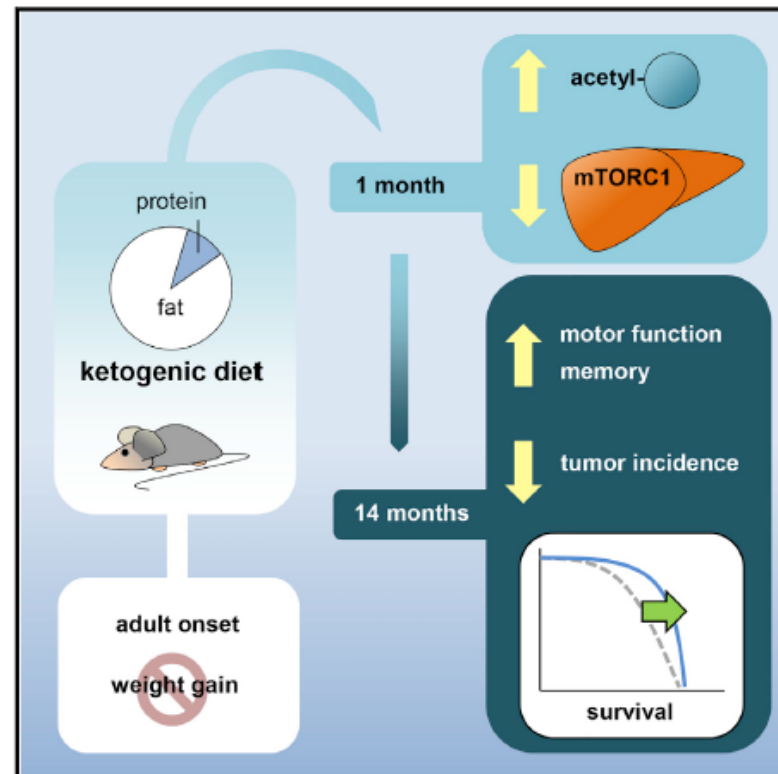 protein
fat
ketogenic diet
adult onset
weight gain
1 month
acetyl-
mTORC1
14 months
motor function
memory
tumor incidence
survival